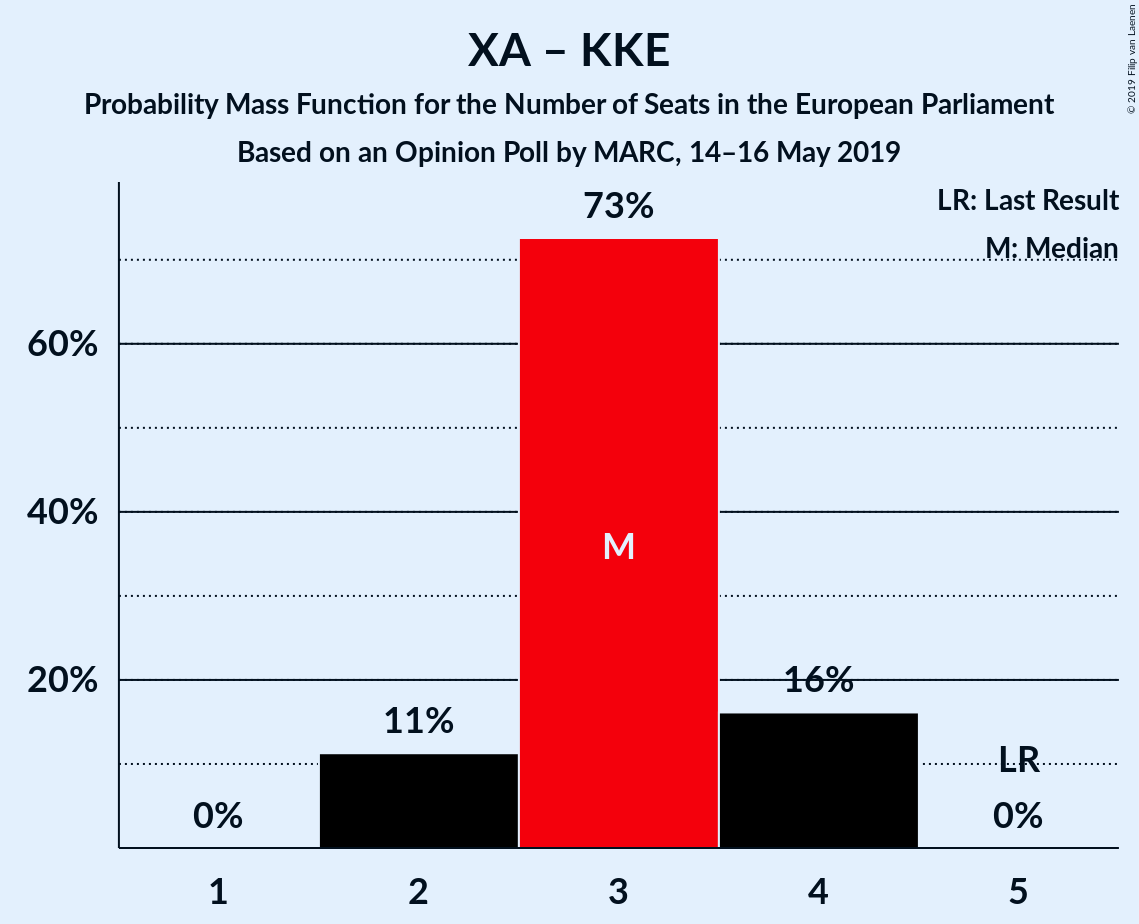 XA – KKE
Probability Mass Function for the Number of Seats in the European Parliament
Based on an Opinion Poll by MARC, 14–16 May 2019
© 2019 Filip van Laenen
LR: Last Result
M: Median
73%
60%
40%
M
20%
16%
11%
LR
0%
0%
1 2 3 4 5